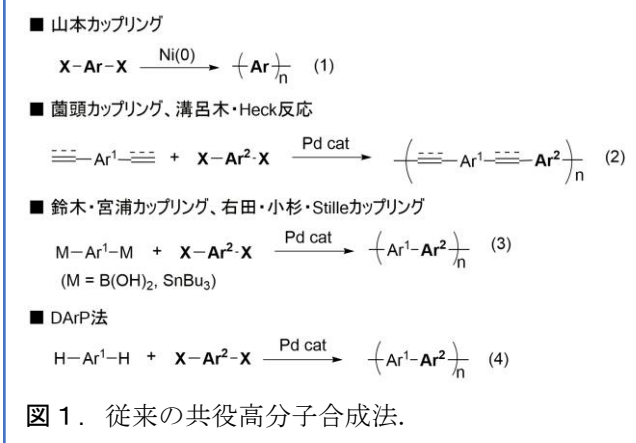 ■ 山本カップリング
X−Ar−X Ni(0) (Ar)n (1)
■ 薗頭カップリング、溝呂木・Heck反応
Ar¹ + X−Ar²-X Pd cat (Ar¹ Ar²)n (2)
■ 鈴木・宮浦カップリング、右田・小杉・Stilleカップリング
M−Ar¹−M + X−Ar²-X Pd cat (Ar¹−Ar²)n (3)
(M = B(OH)₂, SnBu₃)
■ DArP法
H−Ar¹−H + X−Ar²−X Pd cat (Ar¹−Ar²)n (4)
図1. 従来の共役高分子合成法.